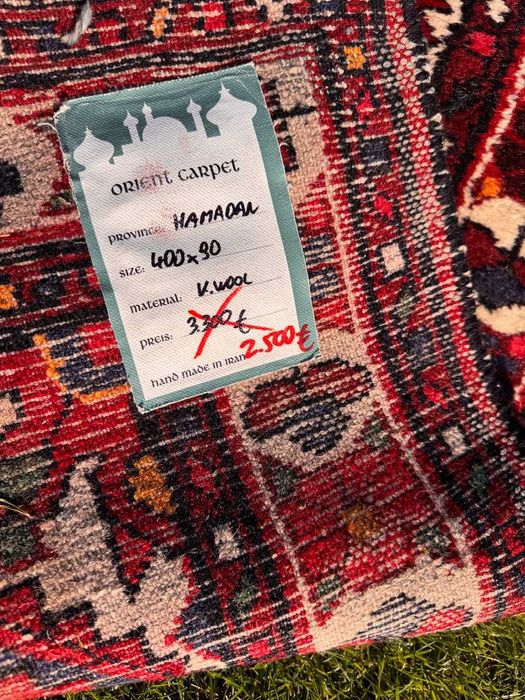 ORIENT CARPET
PROVINCE: HAMADAN
SIZE: 400x90
MATERIAL: V.WOOL
PREIS: 3.300€
2.500€
HAND MADE IN IRAN